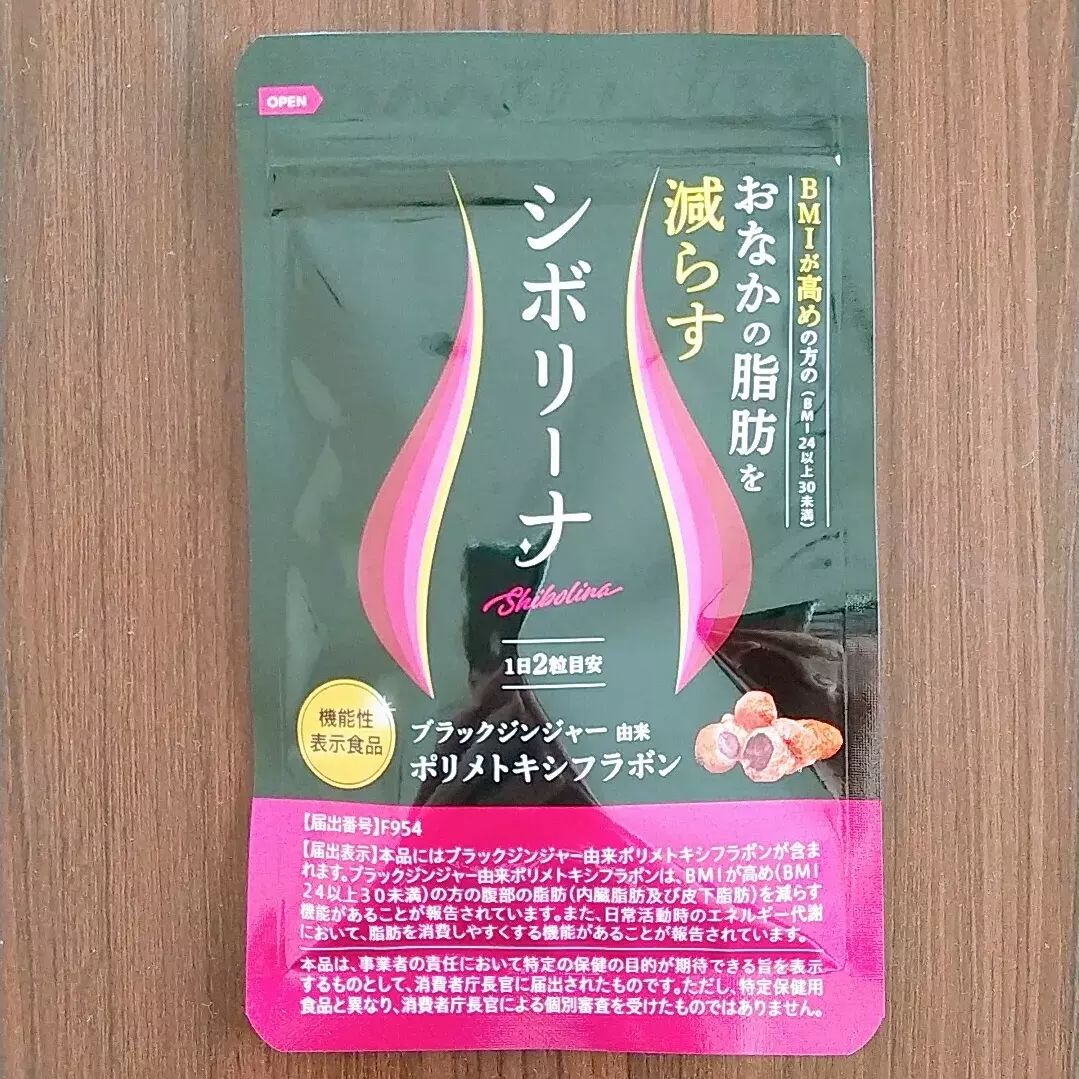 OPEN
BMIが高めの方の(BMI24以上30未満)
おなかの脂肪を
減らす
シボリーナ
Shibolina
1日2粒目安
機能性
表示食品
ブラックジンジャー 由来
ポリメトキシフラボン
【届出番号】F954
【届出表示】本品にはブラックジンジャー由来ポリメトキシフラボンが含ま
れます。ブラックジンジャー由来ポリメトキシフラボンは、BMIが高め(BMI
24以上30未満)の方の腹部の脂肪(内臓脂肪及び皮下脂肪)を減らす
機能があることが報告されています。また、日常活動時のエネルギー代謝
において、脂肪を消費しやすくする機能があることが報告されています。
本品は、事業者の責任において特定の保健の目的が期待できる旨を表示
するものとして、消費者庁長官に届出されたものです。ただし、特定保健用
食品と異なり、消費者庁長官による個別審査を受けたものではありません。